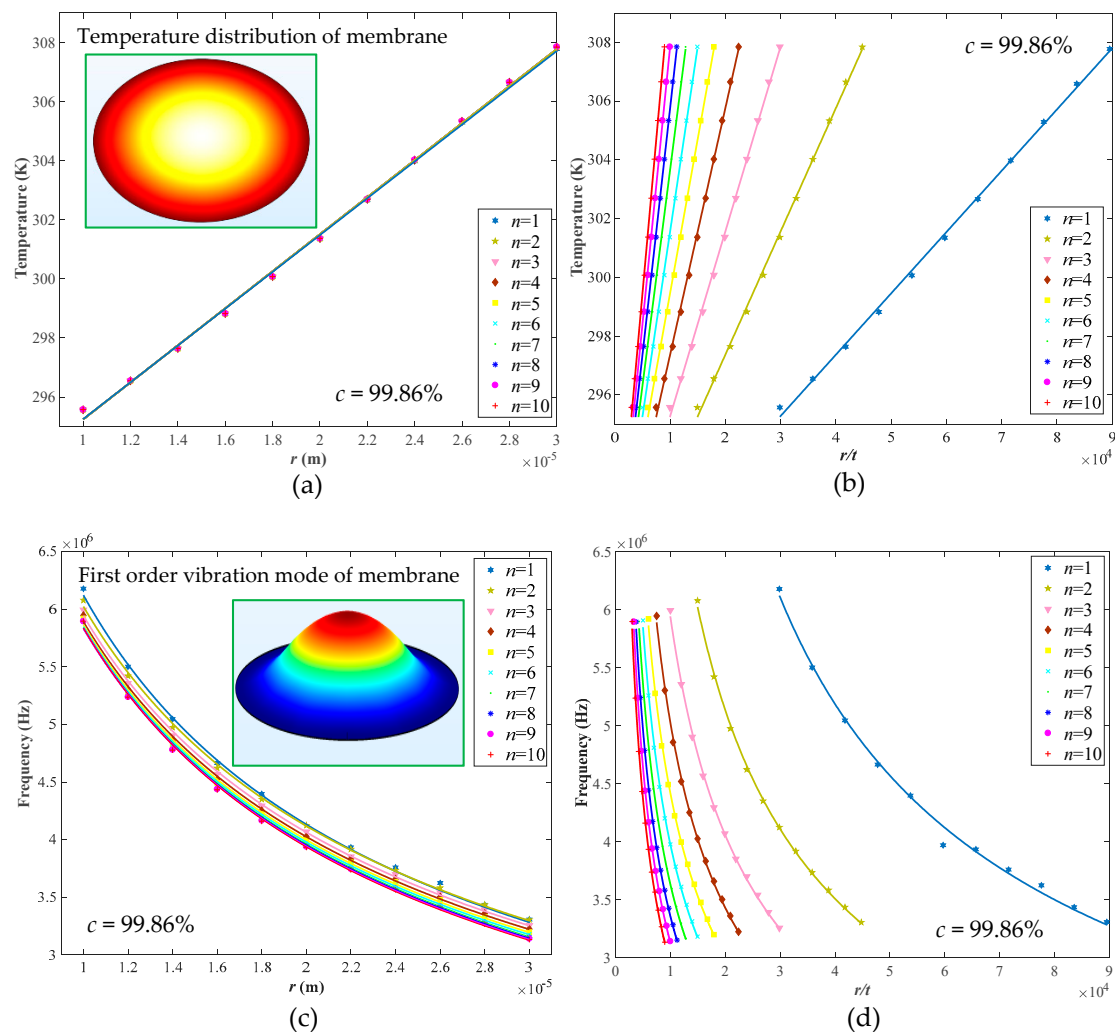 Temperature distribution of membrane
308
306
304
302
300
298
296
Temperature (K)
n=1
n=2
n=3
n=4
n=5
n=6
n=7
n=8
n=9
n=10
c = 99.86%
1 1.2 1.4 1.6 1.8 2 2.2 2.4 2.6 2.8 3
r (m)
×10⁻⁵
(a)
c = 99.86%
308
306
304
302
300
298
296
Temperature (K)
n=1
n=2
n=3
n=4
n=5
n=6
n=7
n=8
n=9
n=10
0 1 2 3 4 5 6 7 8 9
r/t
×10⁴
(b)
×10⁶
First order vibration mode of membrane
6.5
6
5.5
5
4.5
4
3.5
3
Frequency (Hz)
n=1
n=2
n=3
n=4
n=5
n=6
n=7
n=8
n=9
n=10
c = 99.86%
1 1.2 1.4 1.6 1.8 2 2.2 2.4 2.6 2.8 3
r (m)
×10⁻⁵
(c)
×10⁶
6.5
6
5.5
5
4.5
4
3.5
3
Frequency (Hz)
n=1
n=2
n=3
n=4
n=5
n=6
n=7
n=8
n=9
n=10
c = 99.86%
0 1 2 3 4 5 6 7 8 9
r/t
×10⁴
(d)